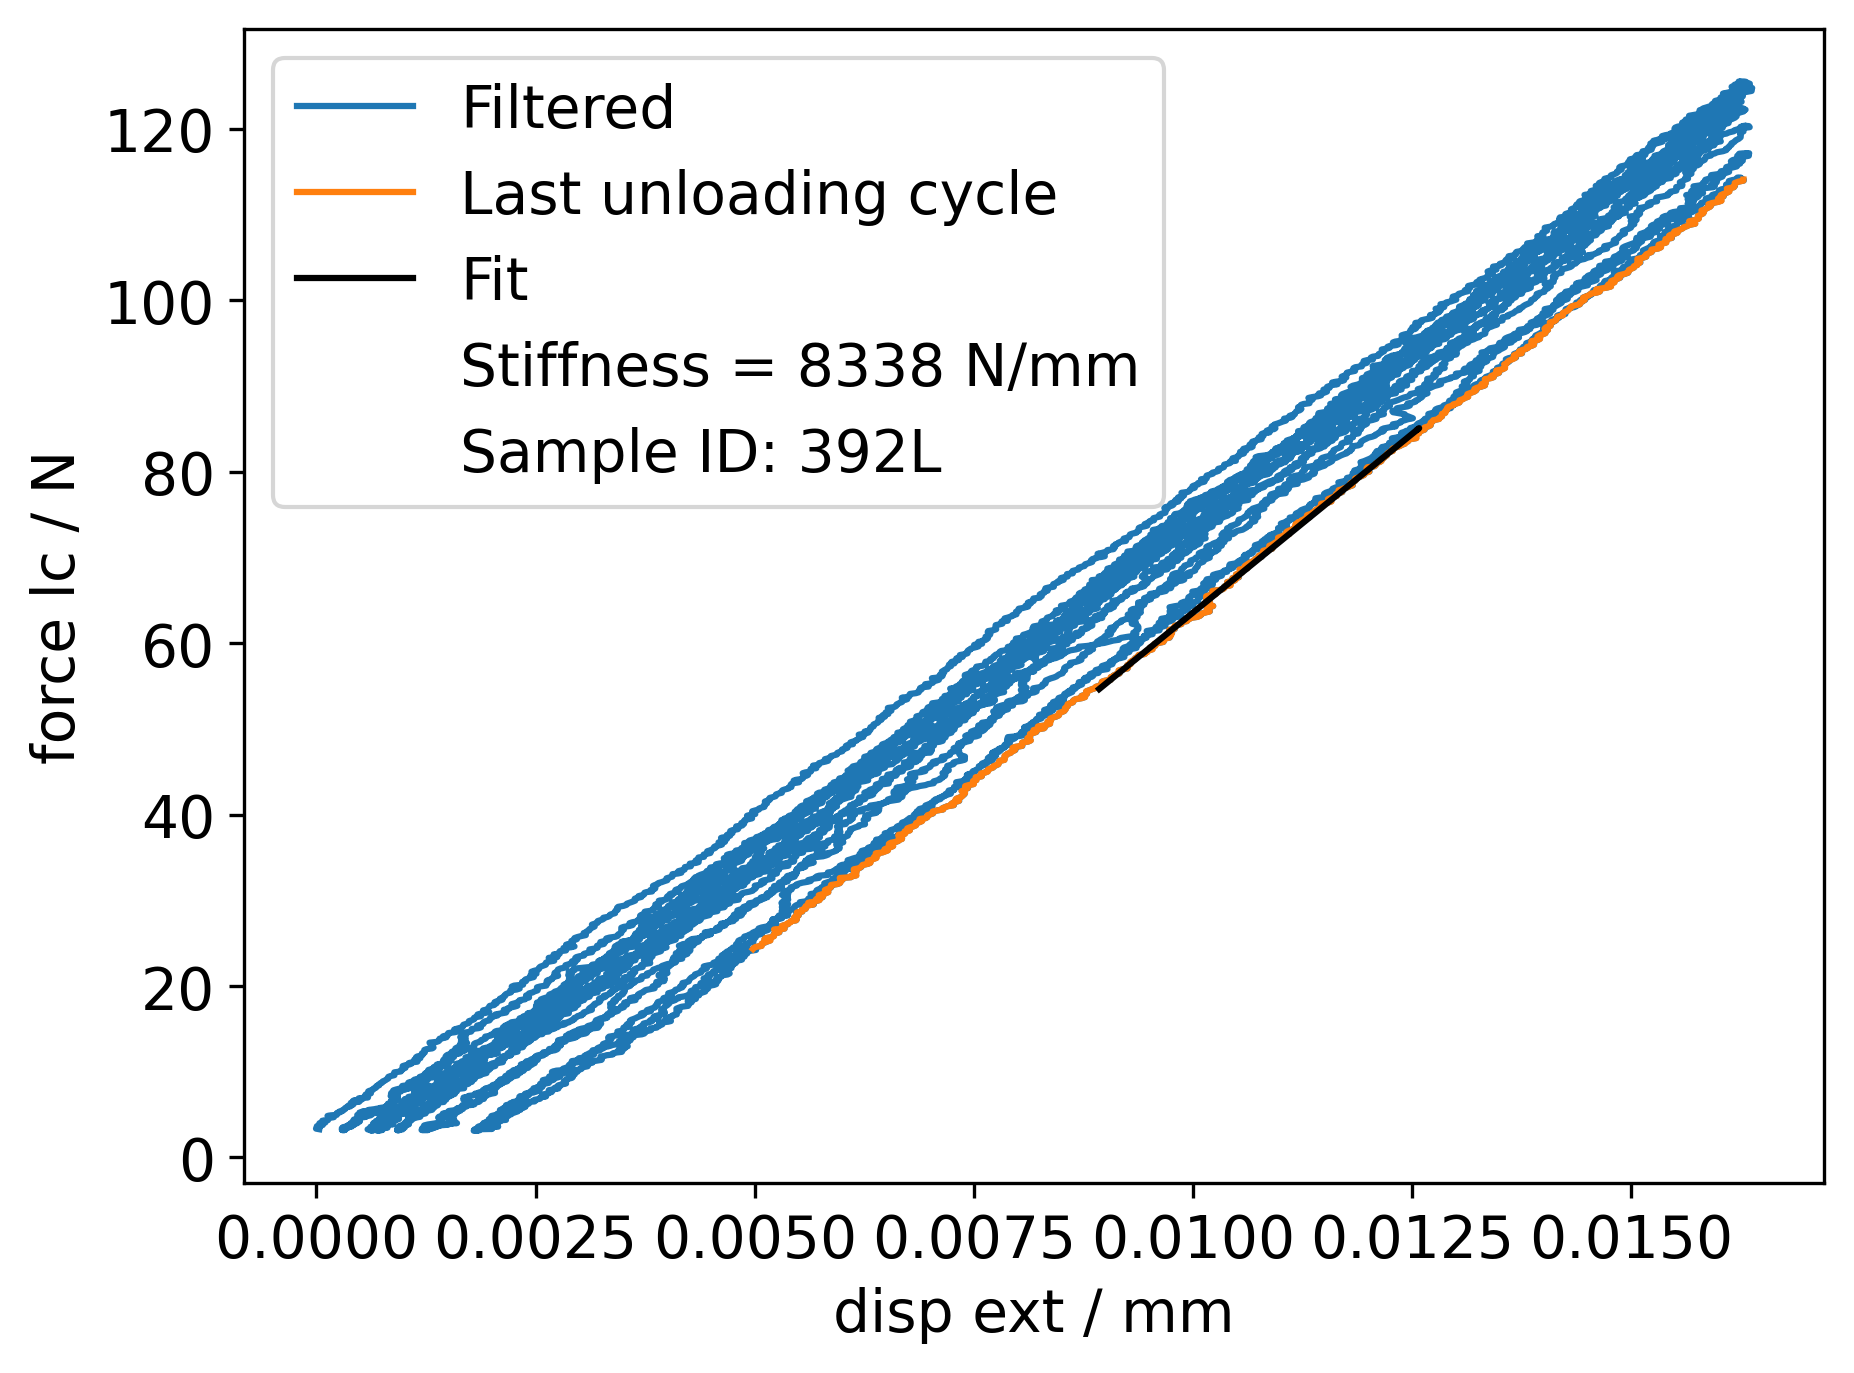 Filtered
Last unloading cycle
Fit
Stiffness = 8338 N/mm
Sample ID: 392L
120
100
80
60
40
20
0
force lc / N
0.0000 0.0025 0.0050 0.0075 0.0100 0.0125 0.0150
disp ext / mm